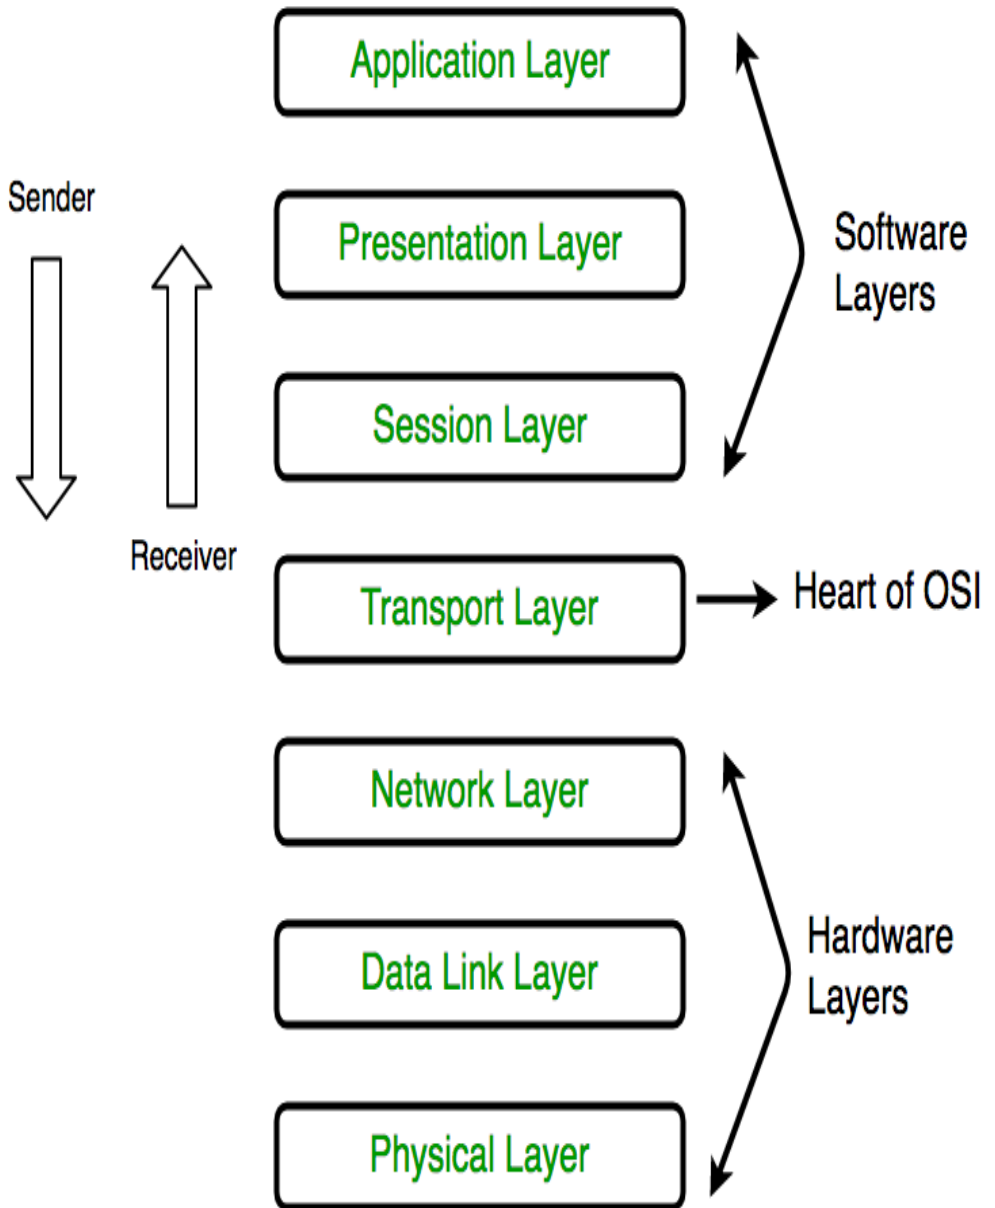 Application Layer
Sender
Presentation Layer
Software
Layers
Session Layer
Receiver
Transport Layer
Heart of OSI
Network Layer
Hardware
Layers
Data Link Layer
Physical Layer